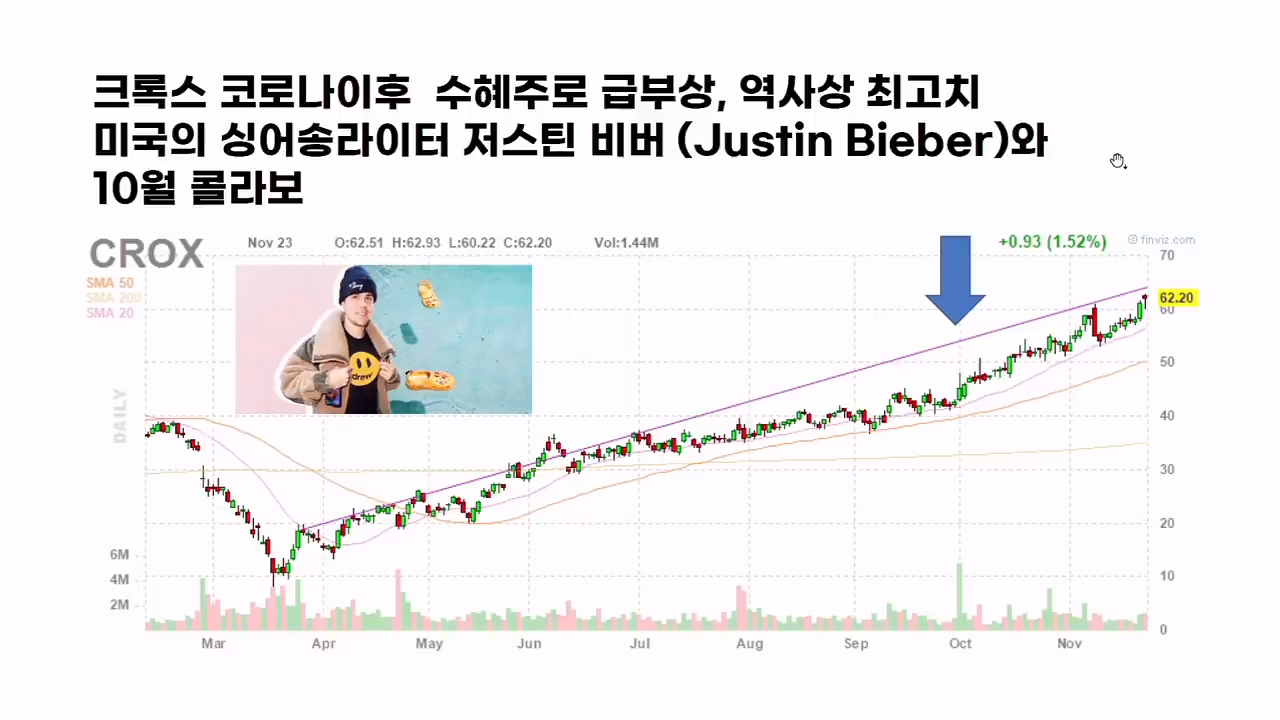 크록스 코로나이후 수혜주로 급부상, 역사상 최고치
미국의 싱어송라이터 저스틴 비버 (Justin Bieber)와
10월 콜라보
CROX
Nov 23 O:62.51 H:62.93 L:60.22 C:62.20 Vol:1.44M
+0.93 (1.52%)
© finviz.com
SMA 50
SMA 200
SMA 20
drew
DAILY
70
62.20
60
50
40
30
20
10
0
6M
4M
2M
Mar Apr May Jun Jul Aug Sep Oct Nov